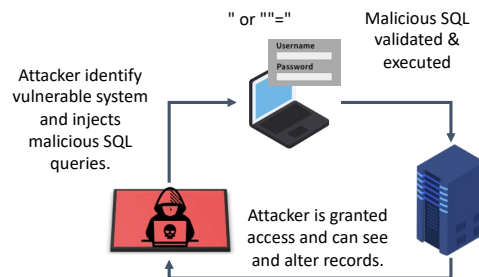 " or ""="
Username
Password
Malicious SQL
validated &
executed
Attacker identify
vulnerable system
and injects
malicious SQL
queries.
Attacker is granted
access and can see
and alter records.